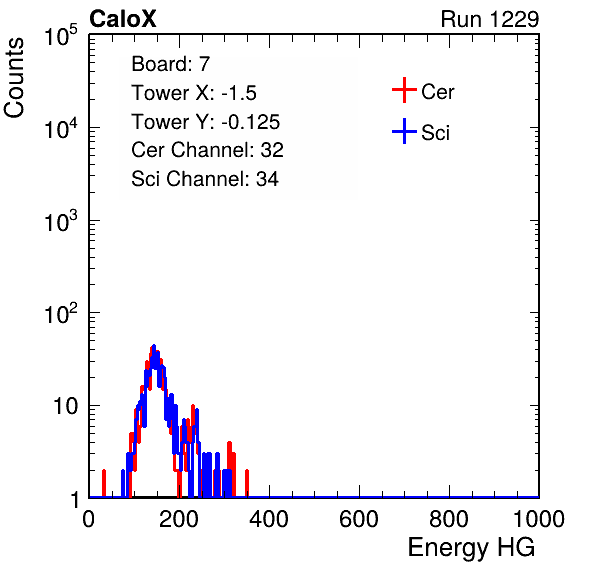 CaloX Run 1229
Counts
Board: 7
Tower X: -1.5
Tower Y: -0.125
Cer Channel: 32
Sci Channel: 34
Cer
Sci
10^5
10^4
10^3
10^2
10
1
0 200 400 600 800 1000
Energy HG